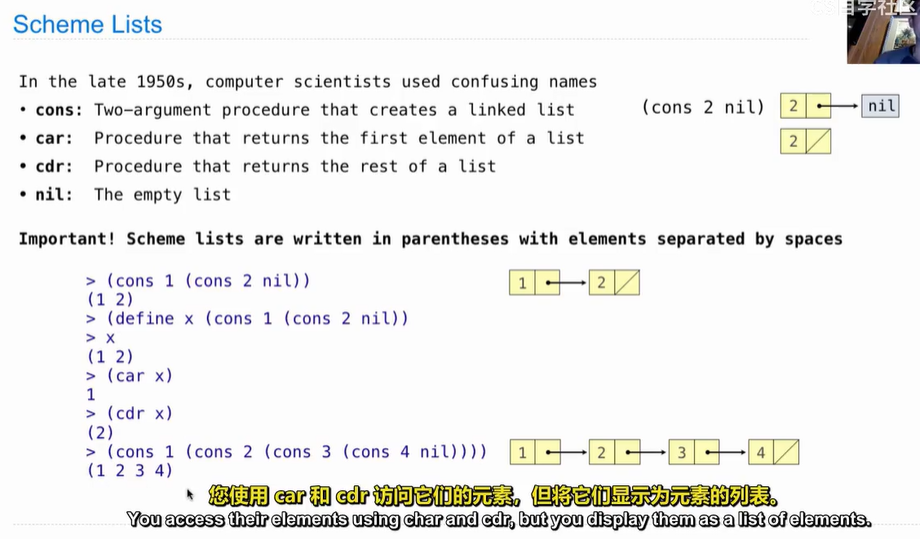 自学社区
Scheme Lists
In the late 1950s, computer scientists used confusing names
• cons: Two-argument procedure that creates a linked list
(cons 2 nil) 2 nil
• car: Procedure that returns the first element of a list
2
• cdr: Procedure that returns the rest of a list
• nil: The empty list
Important! Scheme lists are written in parentheses with elements separated by spaces
> (cons 1 (cons 2 nil))
1 2
(1 2)
> (define x (cons 1 (cons 2 nil))
> x
(1 2)
> (car x)
1
> (cdr x)
(2)
> (cons 1 (cons 2 (cons 3 (cons 4 nil))))
1 2 3 4
(1 2 3 4)
您使用 car 和 cdr 访问它们的元素，但将它们显示为元素的列表。
You access their elements using char and cdr, but you display them as a list of elements.